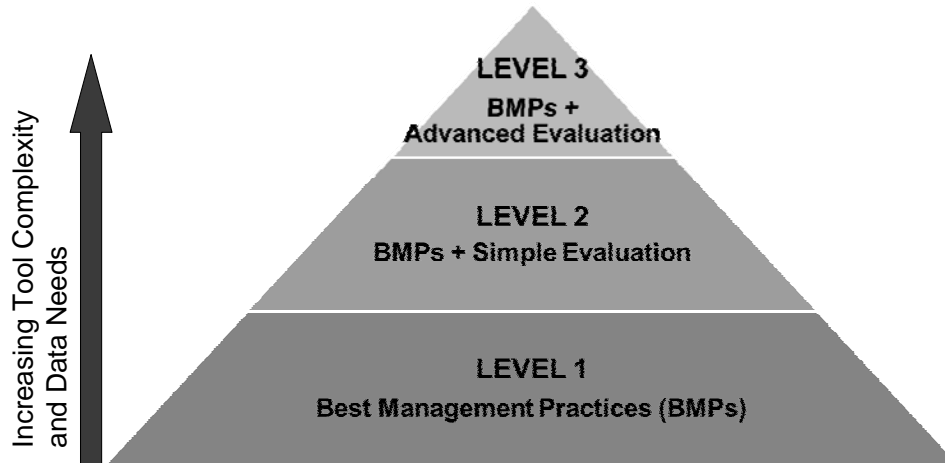 LEVEL 3
BMPs +
Advanced Evaluation
LEVEL 2
BMPs + Simple Evaluation
LEVEL 1
Best Management Practices (BMPs)
Increasing Tool Complexity
and Data Needs